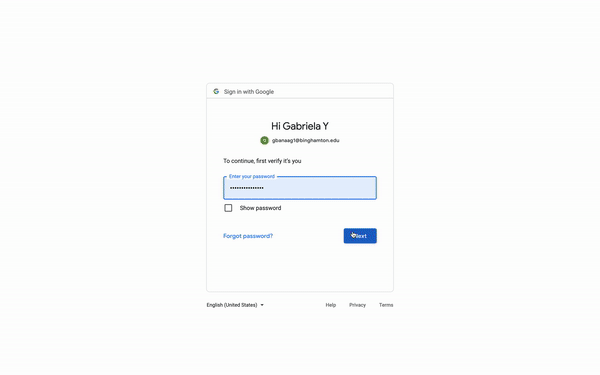 Sign in with Google
Hi Gabriela Y
G gbanaag1@binghamton.edu
To continue, first verify it's you
Enter your password
•••••••••••••••
Show password
Forgot password?
Next
English (United States)
Help Privacy Terms